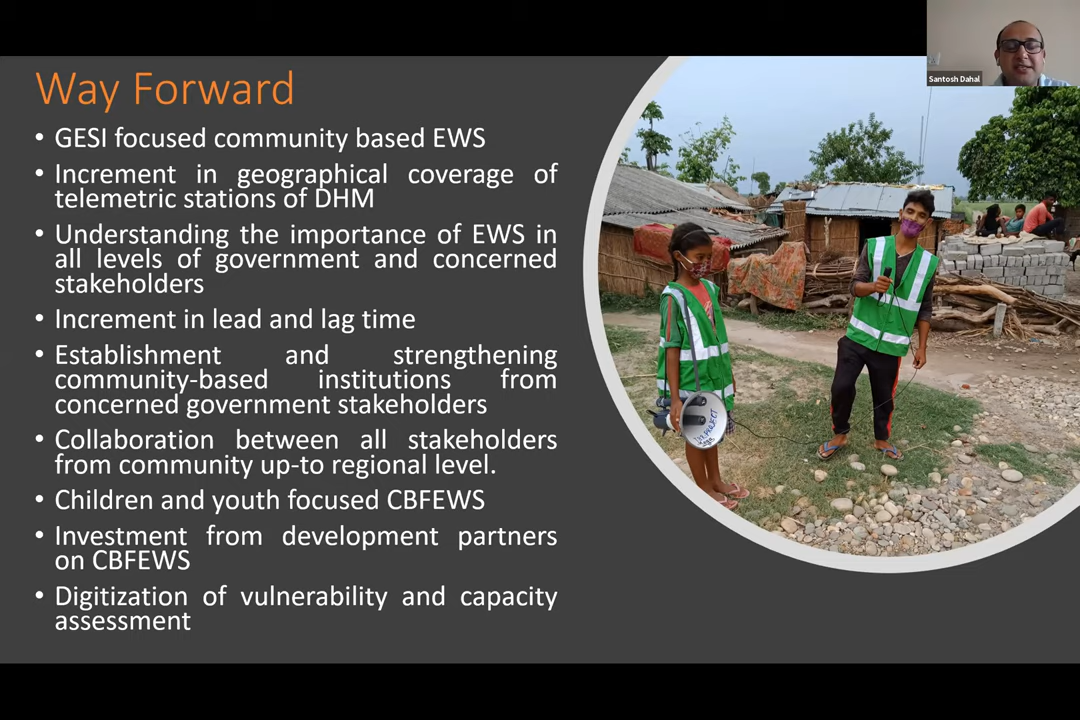 Santosh Dahal
Way Forward
• GESI focused community based EWS
• Increment in geographical coverage of
telemetric stations of DHM
• Understanding the importance of EWS in
all levels of government and concerned
stakeholders
• Increment in lead and lag time
• Establishment and strengthening
community-based institutions from
concerned government stakeholders
• Collaboration between all stakeholders
from community up-to regional level.
• Children and youth focused CBFEWS
• Investment from development partners
on CBFEWS
• Digitization of vulnerability and capacity
assessment